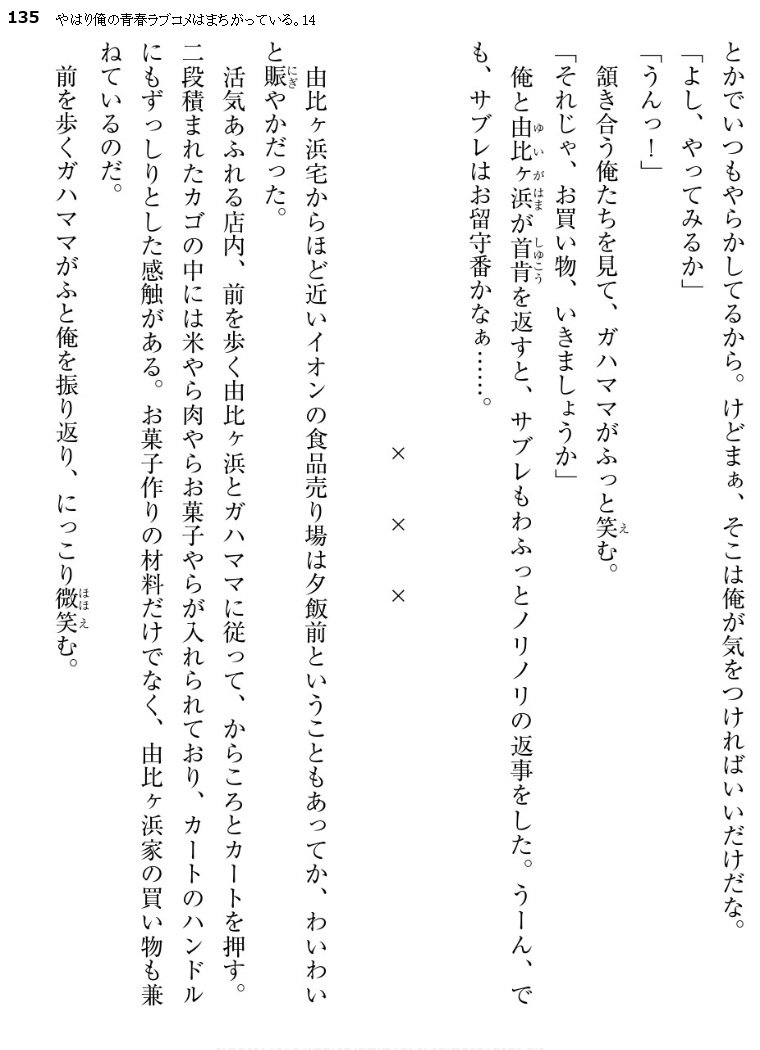 135 やはり俺の青春ラブコメはまちがっている。14
とかでいつもやらかしてるから。けどまぁ、そこは俺が気をつければいいだけだな。
「よし、やってみるか」
「うんっ！」
頷き合う俺たちを見て、ガハママがふっと笑む。
「それじゃ、お買い物、いきましょうか」
俺と由比ヶ浜が首肯を返すと、サブレもわふっとノリノリの返事をした。うーん、で
も、サブレはお留守番かなぁ……。
× × ×
由比ヶ浜宅からほど近いイオンの食品売り場は夕飯前ということもあってか、わいわい
と賑やかだった。
活気あふれる店内、前を歩く由比ヶ浜とガハママに従って、からころとカートを押す。
二段積まれたカゴの中には米やら肉やらお菓子やらが入れられており、カートのハンドル
にもずっしりとした感触がある。お菓子作りの材料だけでなく、由比ヶ浜家の買い物も兼
ねているのだ。
前を歩くガハママがふと俺を振り返り、にっこり微笑む。